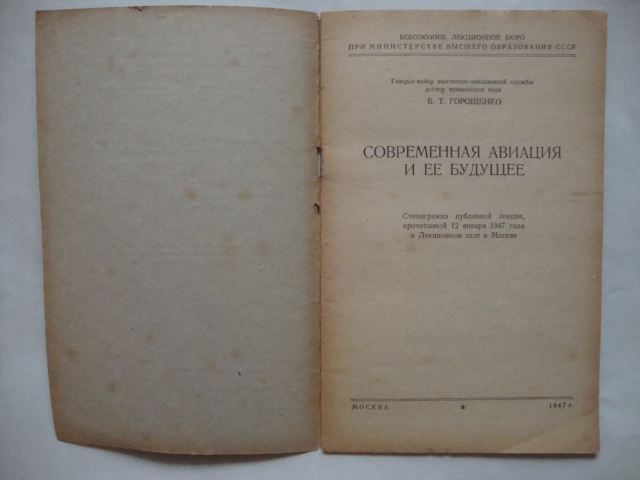 ВСЕСОЮЗНОЕ ЛЕКЦИОННОЕ БЮРО
ПРИ МИНИСТЕРСТВЕ ВЫСШЕГО ОБРАЗОВАНИЯ СССР
Генерал-майор инженерно-авиационной службы
доктор технических наук
Б. Т. ГОРОЩЕНКО
СОВРЕМЕННАЯ АВИАЦИЯ
И ЕЕ БУДУЩЕЕ
Стенограмма публичной лекции,
прочитанной 12 января 1947 года
в Лекционном зале в Москве
МОСКВА ★ 1947 г.